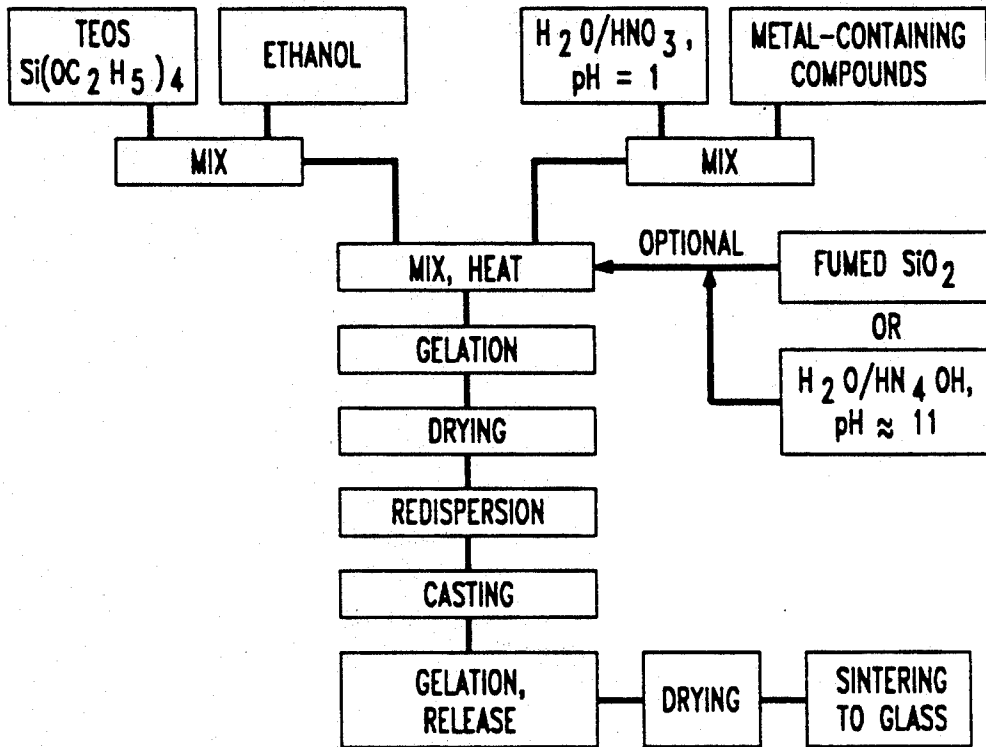 TEOS
Si(OC2H5)4
ETHANOL
H2O/HNO3,
pH = 1
METAL-CONTAINING
COMPOUNDS
MIX
MIX
MIX, HEAT
OPTIONAL
FUMED SiO2
OR
H2O/HN4OH,
pH ≈ 11
GELATION
DRYING
REDISPERSION
CASTING
GELATION,
RELEASE
DRYING
SINTERING
TO GLASS